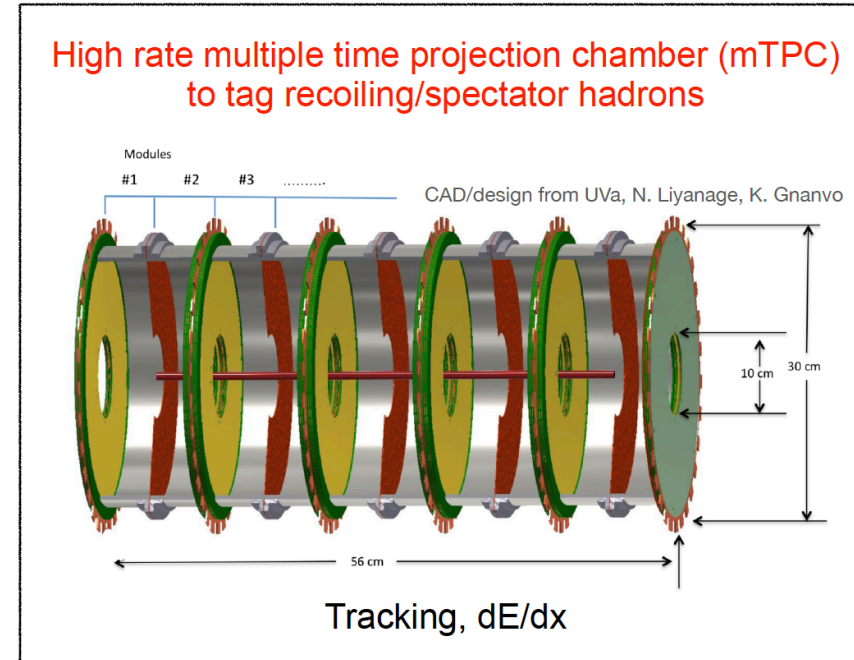 High rate multiple time projection chamber (mTPC)
to tag recoiling/spectator hadrons
Modules
#1 #2 #3 ..........
CAD/design from UVa, N. Liyanage, K. Gnanvo
10 cm
30 cm
56 cm
Tracking, dE/dx